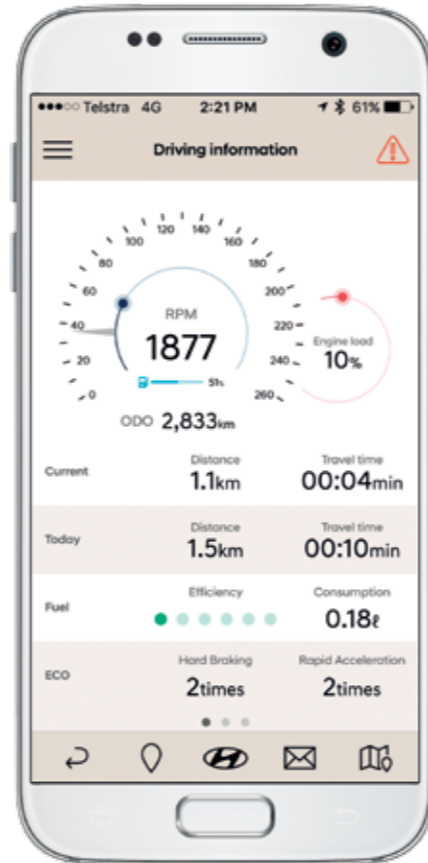 Telstra 4G 2:21 PM 61%
Driving information
0 20 40 60 80 100 120 140 160 180 200 220 240 260
RPM
1877
51%
Engine load
10%
ODO 2,833km
Current
Distance
1.1km
Travel time
00:04min
Today
Distance
1.5km
Travel time
00:10min
Fuel
Efficiency
Consumption
0.18ℓ
ECO
Hard Braking
2times
Rapid Acceleration
2times